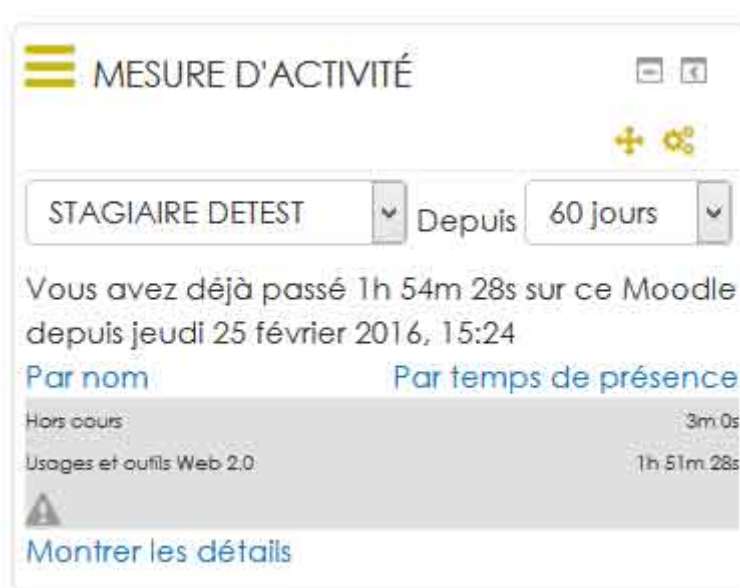 MESURE D'ACTIVITÉ
STAGIAIRE DETEST Depuis 60 jours
Vous avez déjà passé 1h 54m 28s sur ce Moodle
depuis jeudi 25 février 2016, 15:24
Par nom Par temps de présence
Hors cours 3m 0s
Usages et outils Web 2.0 1h 51m 28s
Montrer les détails